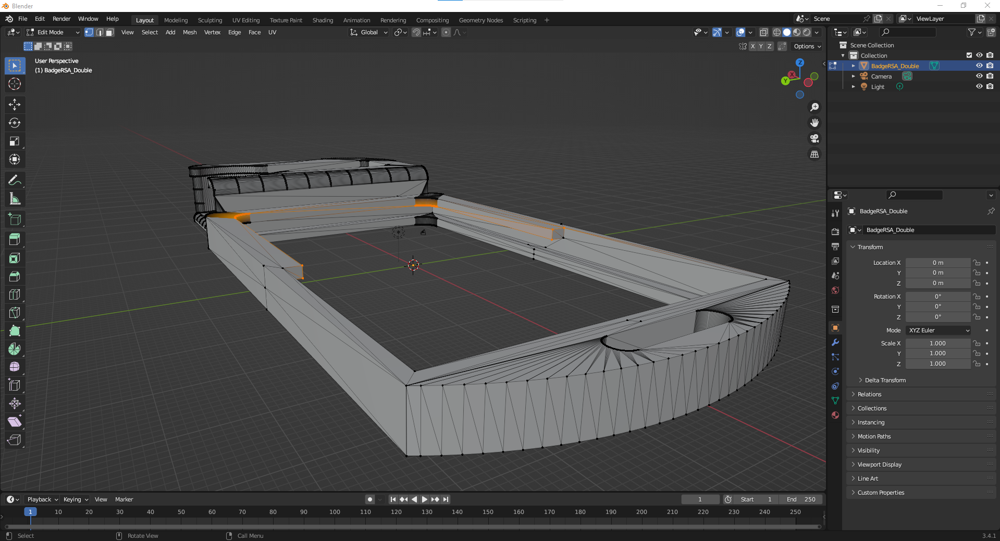 Blender
File Edit Render Window Help Layout Modeling Sculpting UV Editing Texture Paint Shading Animation Rendering Compositing Geometry Nodes Scripting + Scene ViewLayer
Edit Mode View Select Add Mesh Vertex Edge Face UV Global
X Y Z Options
User Perspective
(1) BadgeRSA_Double
Z
X
Y
Scene Collection
Collection
BadgeRSA_Double
Camera
Light
BadgeRSA_Double
BadgeRSA_Double
Transform
Location X 0 m
Y 0 m
Z 0 m
Rotation X 0°
Y 0°
Z 0°
Mode XYZ Euler
Scale X 1.000
Y 1.000
Z 1.000
Delta Transform
Relations
Collections
Instancing
Motion Paths
Visibility
Viewport Display
Line Art
Custom Properties
Playback Keying View Marker 1 Start 1 End 250
1 10 20 30 40 50 60 70 80 90 100 110 120 130 140 150 160 170 180 190 200 210 220 230 240 250
Select Rotate View Call Menu 3.4.1